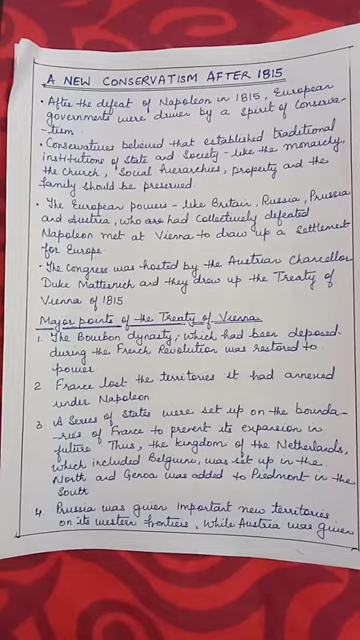 A NEW CONSERVATISM AFTER 1815
• After the defeat of Napoleon in 1815, European
governments were driven by a spirit of conserva-
-tism
• Conservatives believed that established traditional
institutions of State and Society - like the monarchy,
the church, Social hierarchies, property and the
family should be preserved
• The European powers - like Britain, Russia, Prussia
and Austria, who are had collectively defeated
Napoleon met at Vienna to draw up a settlement
for Europe
• The Congress was hosted by the Austrian Chancellor
Duke Matternich and they drew up the Treaty of
Vienna of 1815
Major points of the Treaty of Vienna
1. The Bourbon dynasty, which had been deposed
during the French Revolution was restored to
power
2 France lost the territories it had annexed
under Napoleon
3. A Series of States were set up on the bounda-
-ries of France to prevent its expansion in
future Thus, the kingdom of the Netherlands,
which included Belguim, was set up in the
North and Genoa was added to Piedmont in the
South
4. Prussia was given important new territories
on its western frontiers, While Austria was given